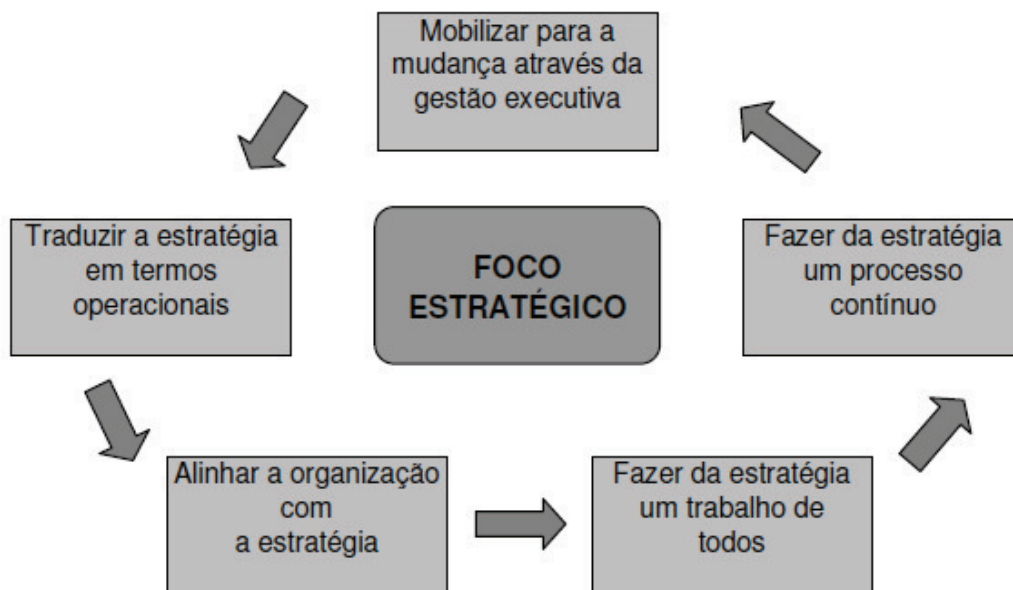 Mobilizar para a
mudança através da
gestão executiva
Traduzir a estratégia
em termos
operacionais
FOCO
ESTRATÉGICO
Fazer da estratégia
um processo
contínuo
Alinhar a organização
com
a estratégia
Fazer da estratégia
um trabalho de
todos